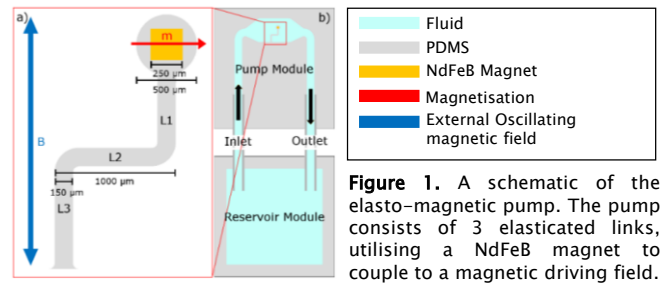 a)
m
250 μm
500 μm
L1
B
L2
1000 μm
150 μm
L3
b)
Pump Module
Inlet
Outlet
Reservoir Module
Fluid
PDMS
NdFeB Magnet
Magnetisation
External Oscillating
magnetic field
Figure 1. A schematic of the
elasto-magnetic pump. The pump
consists of 3 elasticated links,
utilising a NdFeB magnet to
couple to a magnetic driving field.